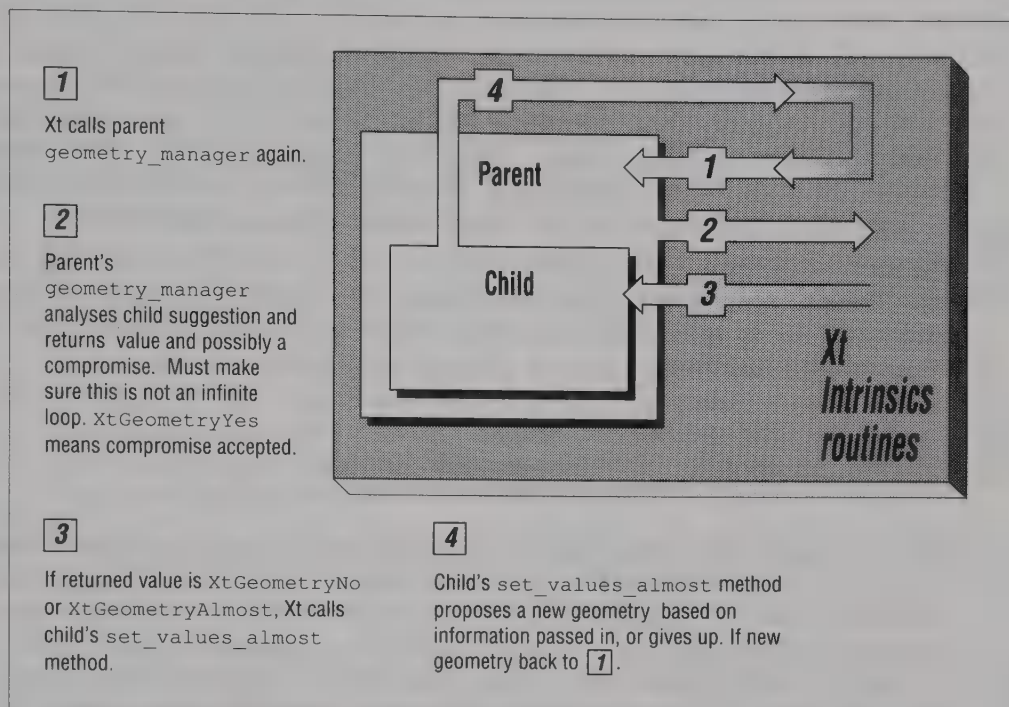 1
Xt calls parent
geometry_manager again.
2
Parent's
geometry_manager
analyses child suggestion and
returns value and possibly a
compromise. Must make
sure this is not an infinite
loop. XtGeometryYes
means compromise accepted.
4
1
Parent
2
Child
3
Xt
Intrinsics
routines
3
If returned value is XtGeometryNo
or XtGeometryAlmost, Xt calls
child's set_values_almost
method.
4
Child's set_values_almost method
proposes a new geometry based on
information passed in, or gives up. If new
geometry back to 1.